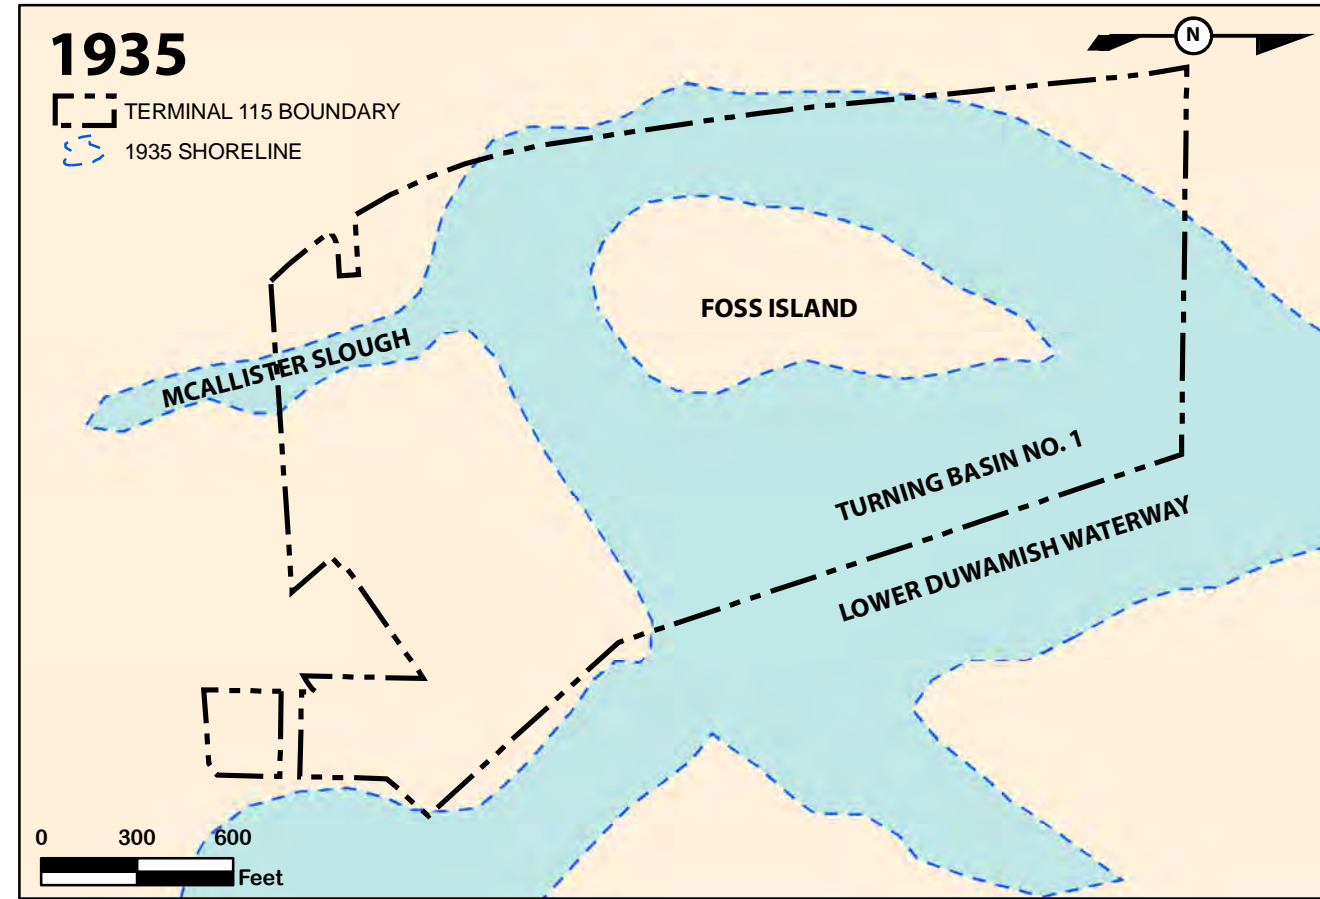 1935
N
TERMINAL 115 BOUNDARY
1935 SHORELINE
FOSS ISLAND
MCALLISTER SLOUGH
TURNING BASIN NO. 1
LOWER DUWAMISH WATERWAY
0 300 600
Feet